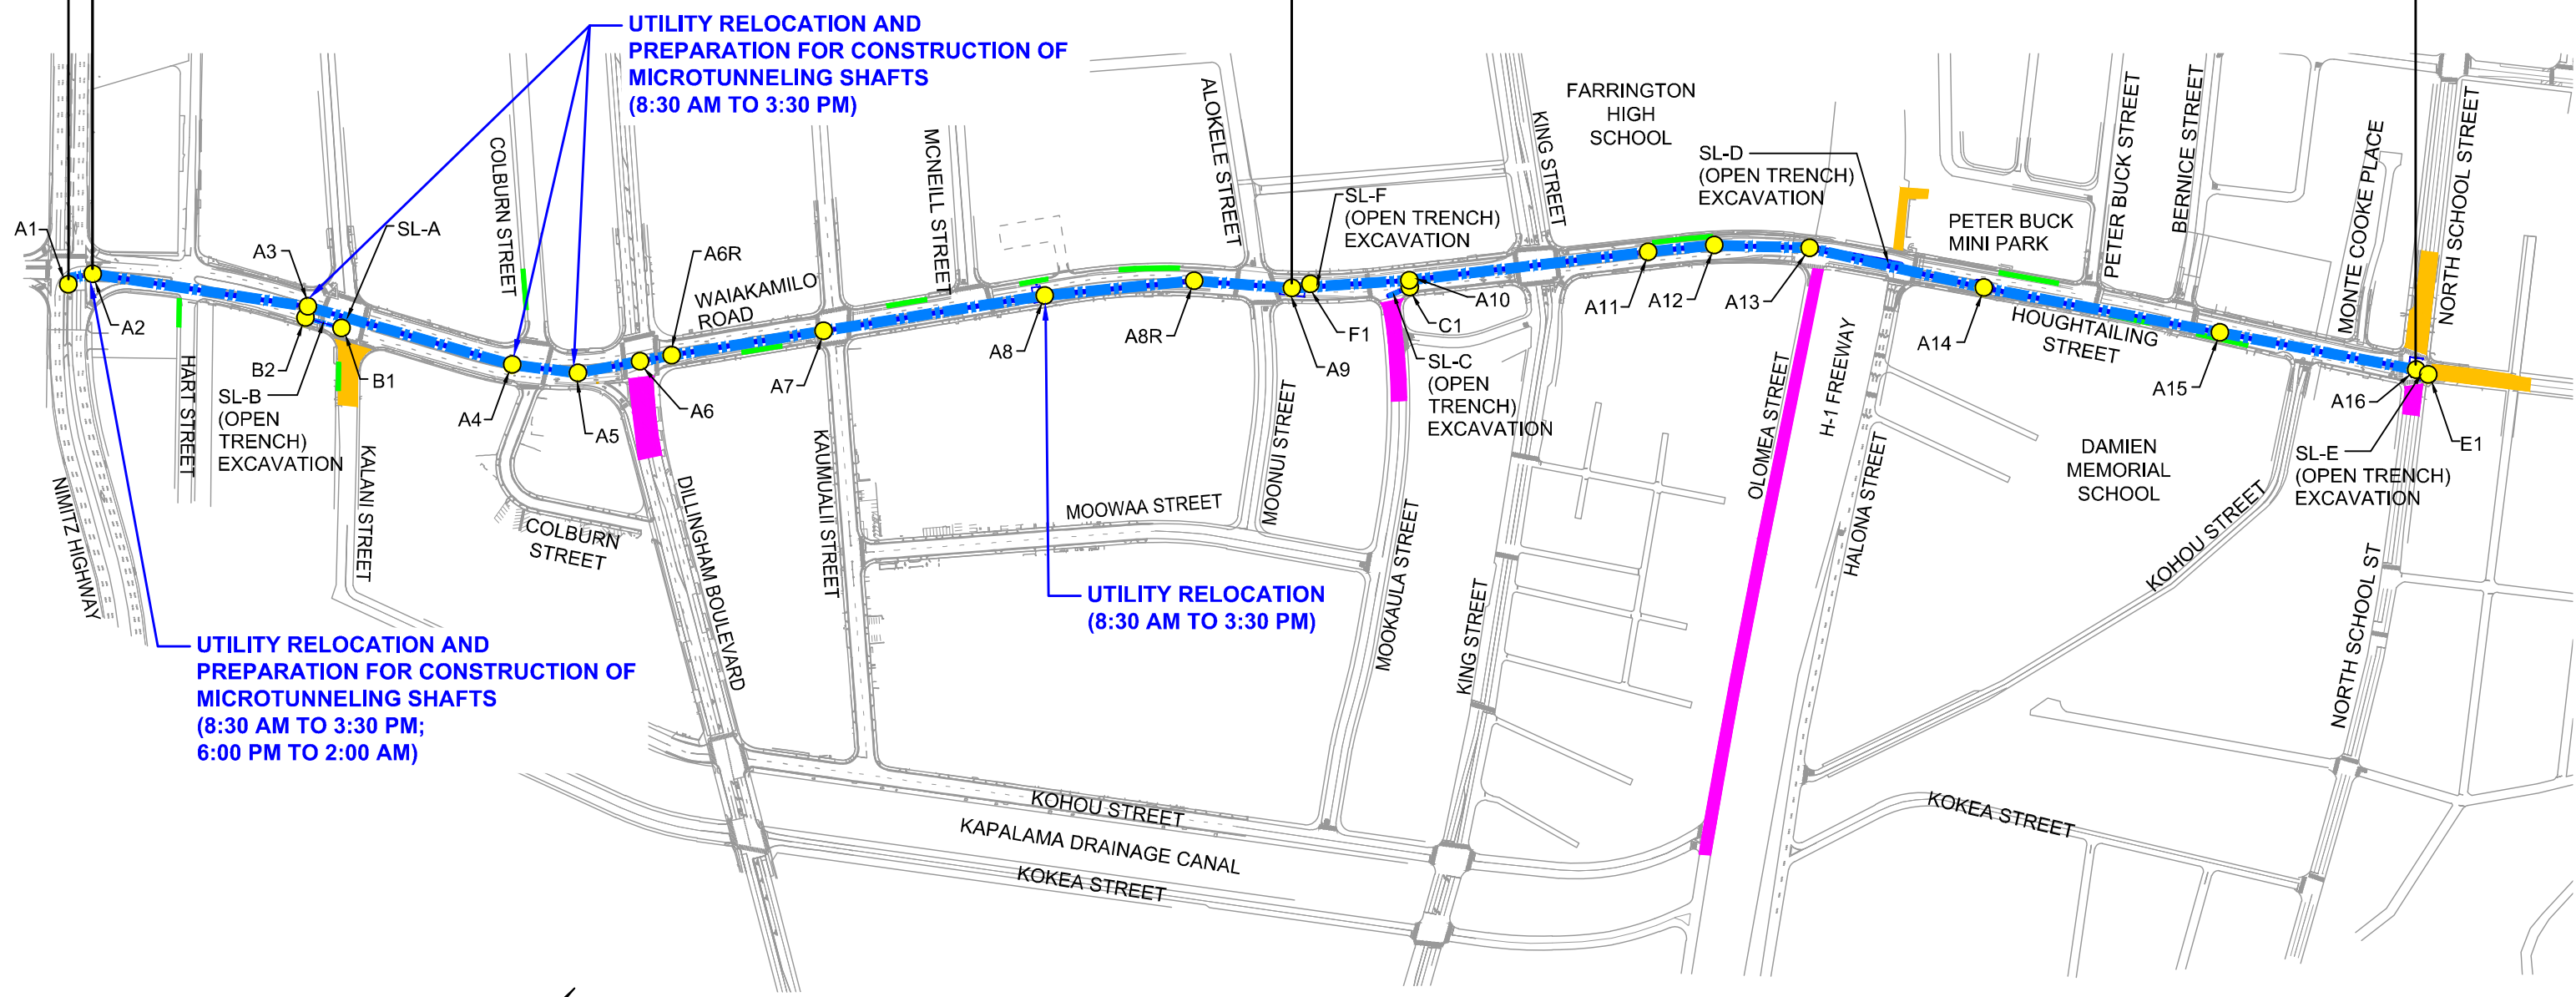 UTILITY RELOCATION AND
PREPARATION FOR CONSTRUCTION OF
MICROTUNNELING SHAFTS
(8:30 AM TO 3:30 PM)
FARRINGTON
HIGH
SCHOOL
SL-D
(OPEN TRENCH)
EXCAVATION
PETER BUCK
MINI PARK
PETER BUCK STREET
BERNICE STREET
MONTE COOKE PLACE
NORTH SCHOOL STREET
COLBURN STREET
MCNEILL STREET
ALOKELE STREET
KING STREET
SL-F
(OPEN TRENCH)
EXCAVATION
A1
A2
A3
SL-A
B2
B1
SL-B
(OPEN
TRENCH)
EXCAVATION
A4
A5
A6
A6R
WAIAKAMILO
ROAD
A7
A8
A8R
A9
F1
A10
C1
SL-C
(OPEN
TRENCH)
EXCAVATION
A11
A12
A13
A14
HOUGHTAILING
STREET
A15
A16
E1
SL-E
(OPEN TRENCH)
EXCAVATION
DAMIEN
MEMORIAL
SCHOOL
NIMITZ HIGHWAY
HART STREET
KALANI STREET
COLBURN
STREET
DILLINGHAM BOULEVARD
KAUMUALII STREET
MOOWAA STREET
MOONUI STREET
MOOKAULA STREET
KING STREET
OLOMEA STREET
H-1 FREEWAY
HALONA STREET
KOHOU STREET
NORTH SCHOOL ST
UTILITY RELOCATION
(8:30 AM TO 3:30 PM)
UTILITY RELOCATION AND
PREPARATION FOR CONSTRUCTION OF
MICROTUNNELING SHAFTS
(8:30 AM TO 3:30 PM;
6:00 PM TO 2:00 AM)
KOHOU STREET
KAPALAMA DRAINAGE CANAL
KOKEA STREET
KOKEA STREET